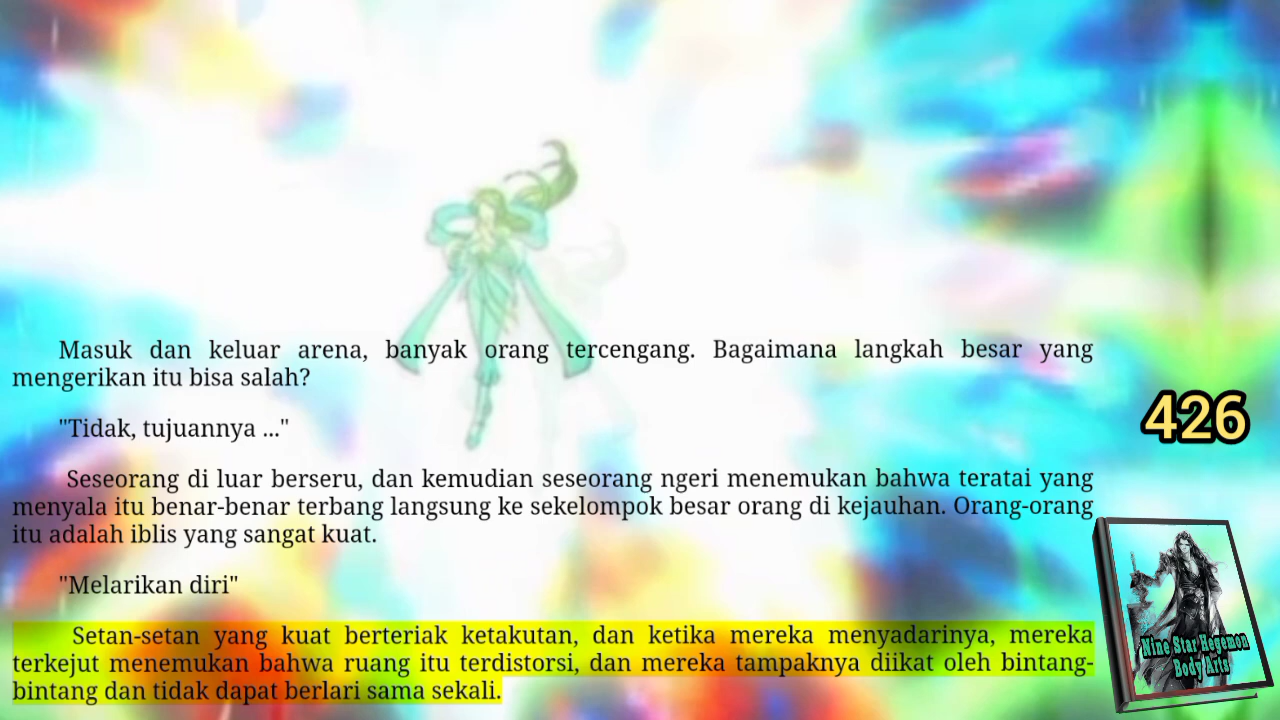 Masuk dan keluar arena, banyak orang tercengang. Bagaimana langkah besar yang
mengerikan itu bisa salah?
"Tidak, tujuannya ..."
Seseorang di luar berseru, dan kemudian seseorang ngeri menemukan bahwa teratai yang
menyala itu benar-benar terbang langsung ke sekelompok besar orang di kejauhan. Orang-orang
itu adalah iblis yang sangat kuat.
"Melarikan diri"
Setan-setan yang kuat berteriak ketakutan, dan ketika mereka menyadarinya, mereka
terkejut menemukan bahwa ruang itu terdistorsi, dan mereka tampaknya diikat oleh bintang-
bintang dan tidak dapat berlari sama sekali.
426
Nine Star Hegemon
Body Arts